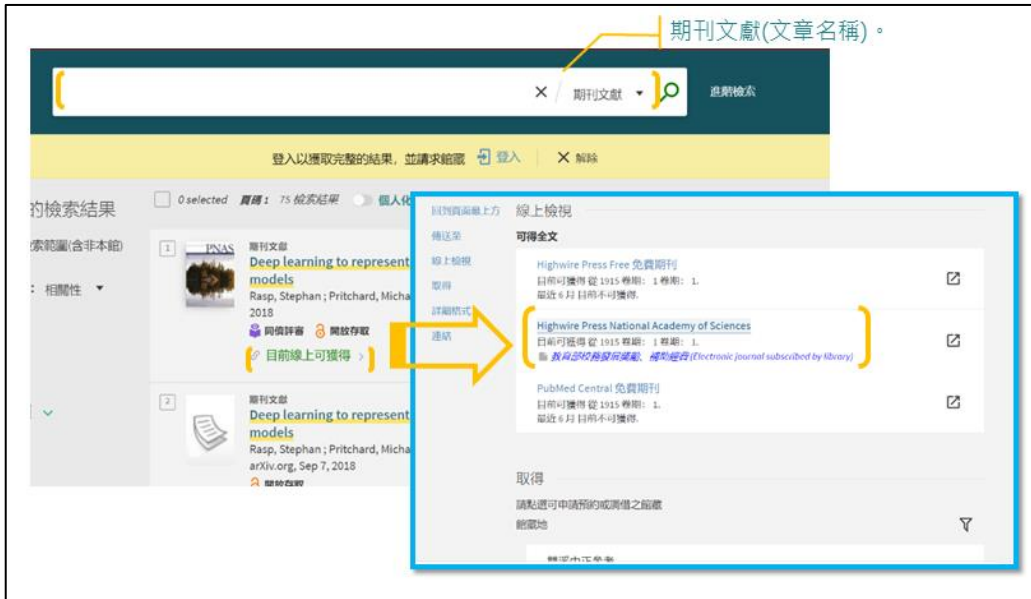 期刊文獻(文章名稱)。
期刊文獻
進階檢索
登入以獲取完整的結果，並請求館藏 登入 解除
的檢索結果
0 selected 頁碼 1 75 檢索結果 個人化
索範圍(含非本館)
: 相關性
1
PNAS
期刊文獻
Deep learning to represent
models
Rasp, Stephan ; Pritchard, Micha
2018
同儕評審 開放存取
目前線上可獲得
2
期刊文獻
Deep learning to represent
models
Rasp, Stephan ; Pritchard, Micha
arXiv.org, Sep 7, 2018
開放存取
回到頁面最上方
傳送至
線上檢視
取得
詳細格式
連結
線上檢視
可得全文
Highwire Press Free 免費期刊
目前可獲得 從 1915 卷期: 1 卷期: 1.
最近 6 月 目前不可獲得.
Highwire Press National Academy of Sciences
目前可獲得 從 1915 卷期: 1 卷期: 1.
教育部校務發展獎勵、補助經費 (Electronic journal subscribed by library)
PubMed Central 免費期刊
目前可獲得 從 1915 卷期: 1.
最近 6 月 目前不可獲得.
取得
請點選可申請預約或調借之館藏
館藏地